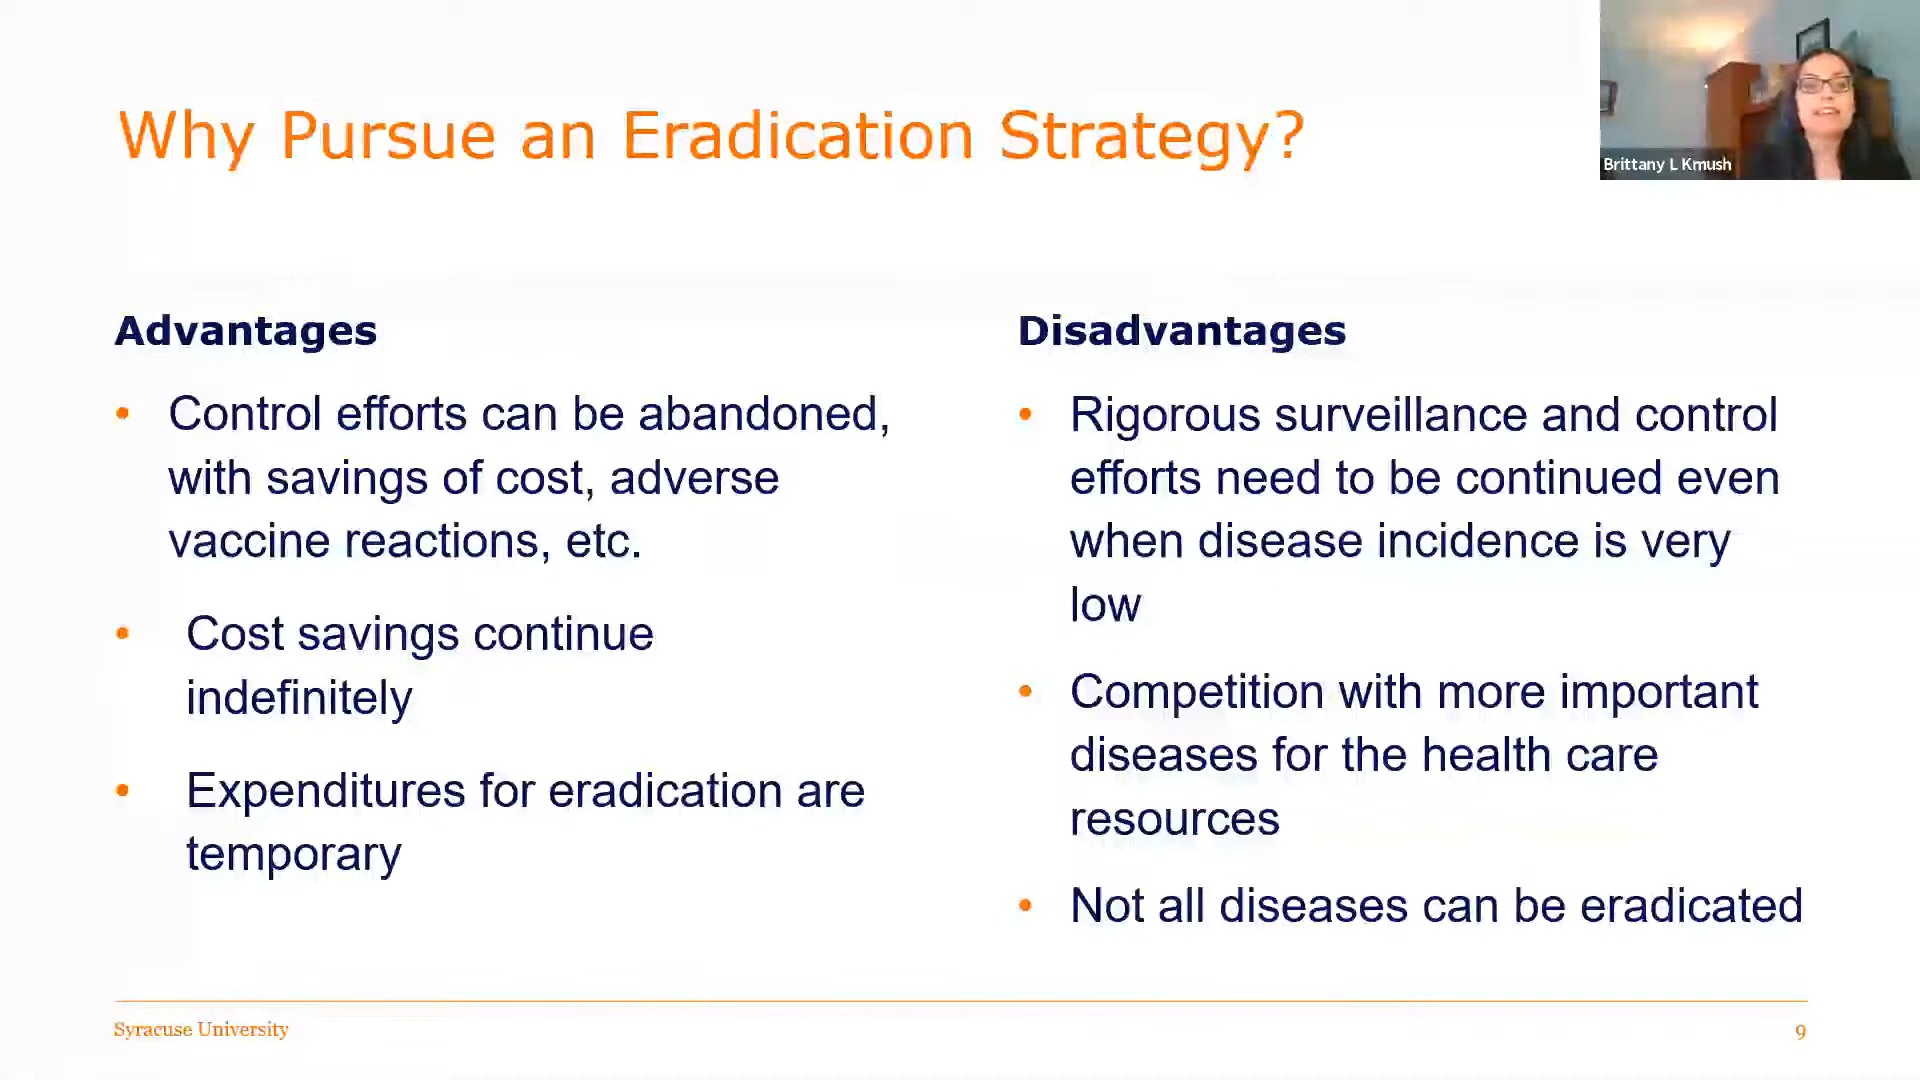 Why Pursue an Eradication Strategy?
Brittany L Kmush
Advantages
• Control efforts can be abandoned,
with savings of cost, adverse
vaccine reactions, etc.
• Cost savings continue
indefinitely
• Expenditures for eradication are
temporary
Disadvantages
• Rigorous surveillance and control
efforts need to be continued even
when disease incidence is very
low
• Competition with more important
diseases for the health care
resources
• Not all diseases can be eradicated
Syracuse University
9